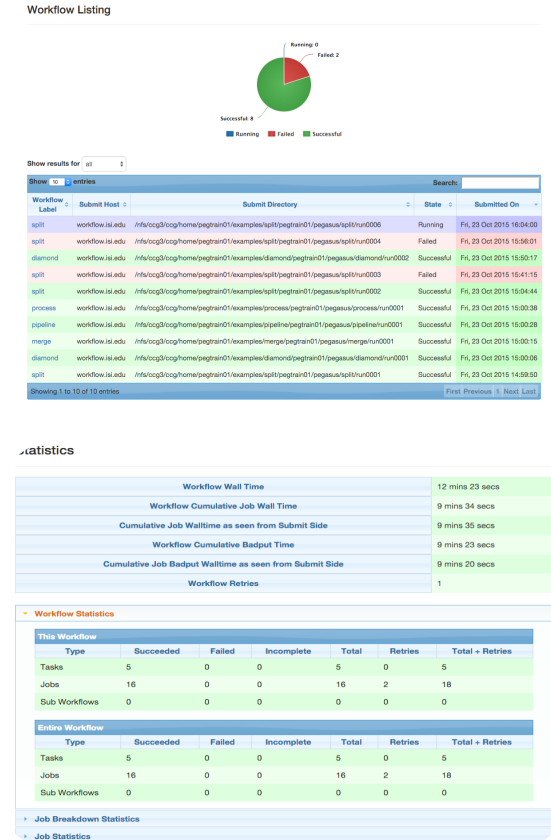 Workflow Listing
Running: 0
Failed: 2
Successful: 8
Running Failed Successful
Show results for all
Show 10 entries Search:
Workflow Label Submit Host Submit Directory State Submitted On
split workflow.isi.edu /nfs/ccg3/ccg/home/pegtrain01/examples/split/pegtrain01/pegasus/split/run0006 Running Fri, 23 Oct 2015 16:04:00
split workflow.isi.edu /nfs/ccg3/ccg/home/pegtrain01/examples/split/pegtrain01/pegasus/split/run0004 Failed Fri, 23 Oct 2015 15:56:01
diamond workflow.isi.edu /nfs/ccg3/ccg/home/pegtrain01/examples/diamond/pegtrain01/pegasus/diamond/run0002 Successful Fri, 23 Oct 2015 15:50:17
split workflow.isi.edu /nfs/ccg3/ccg/home/pegtrain01/examples/split/pegtrain01/pegasus/split/run0003 Failed Fri, 23 Oct 2015 15:41:15
split workflow.isi.edu /nfs/ccg3/ccg/home/pegtrain01/examples/split/pegtrain01/pegasus/split/run0002 Successful Fri, 23 Oct 2015 15:04:44
process workflow.isi.edu /nfs/ccg3/ccg/home/pegtrain01/examples/process/pegtrain01/pegasus/process/run0001 Successful Fri, 23 Oct 2015 15:00:38
pipeline workflow.isi.edu /nfs/ccg3/ccg/home/pegtrain01/examples/pipeline/pegtrain01/pegasus/pipeline/run0001 Successful Fri, 23 Oct 2015 15:00:28
merge workflow.isi.edu /nfs/ccg3/ccg/home/pegtrain01/examples/merge/pegtrain01/pegasus/merge/run0001 Successful Fri, 23 Oct 2015 15:00:15
diamond workflow.isi.edu /nfs/ccg3/ccg/home/pegtrain01/examples/diamond/pegtrain01/pegasus/diamond/run0001 Successful Fri, 23 Oct 2015 15:00:06
split workflow.isi.edu /nfs/ccg3/ccg/home/pegtrain01/examples/split/pegtrain01/pegasus/split/run0001 Successful Fri, 23 Oct 2015 14:59:50
Showing 1 to 10 of 10 entries First Previous 1 Next Last
tatistics
Workflow Wall Time 12 mins 23 secs
Workflow Cumulative Job Wall Time 9 mins 34 secs
Cumulative Job Walltime as seen from Submit Side 9 mins 35 secs
Workflow Cumulative Badput Time 9 mins 23 secs
Cumulative Job Badput Walltime as seen from Submit Side 9 mins 20 secs
Workflow Retries 1
Workflow Statistics
This Workflow
Type Succeeded Failed Incomplete Total Retries Total + Retries
Tasks 5 0 0 5 0 5
Jobs 16 0 0 16 2 18
Sub Workflows 0 0 0 0 0 0
Entire Workflow
Type Succeeded Failed Incomplete Total Retries Total + Retries
Tasks 5 0 0 5 0 5
Jobs 16 0 0 16 2 18
Sub Workflows 0 0 0 0 0 0
Job Breakdown Statistics
Job Statistics